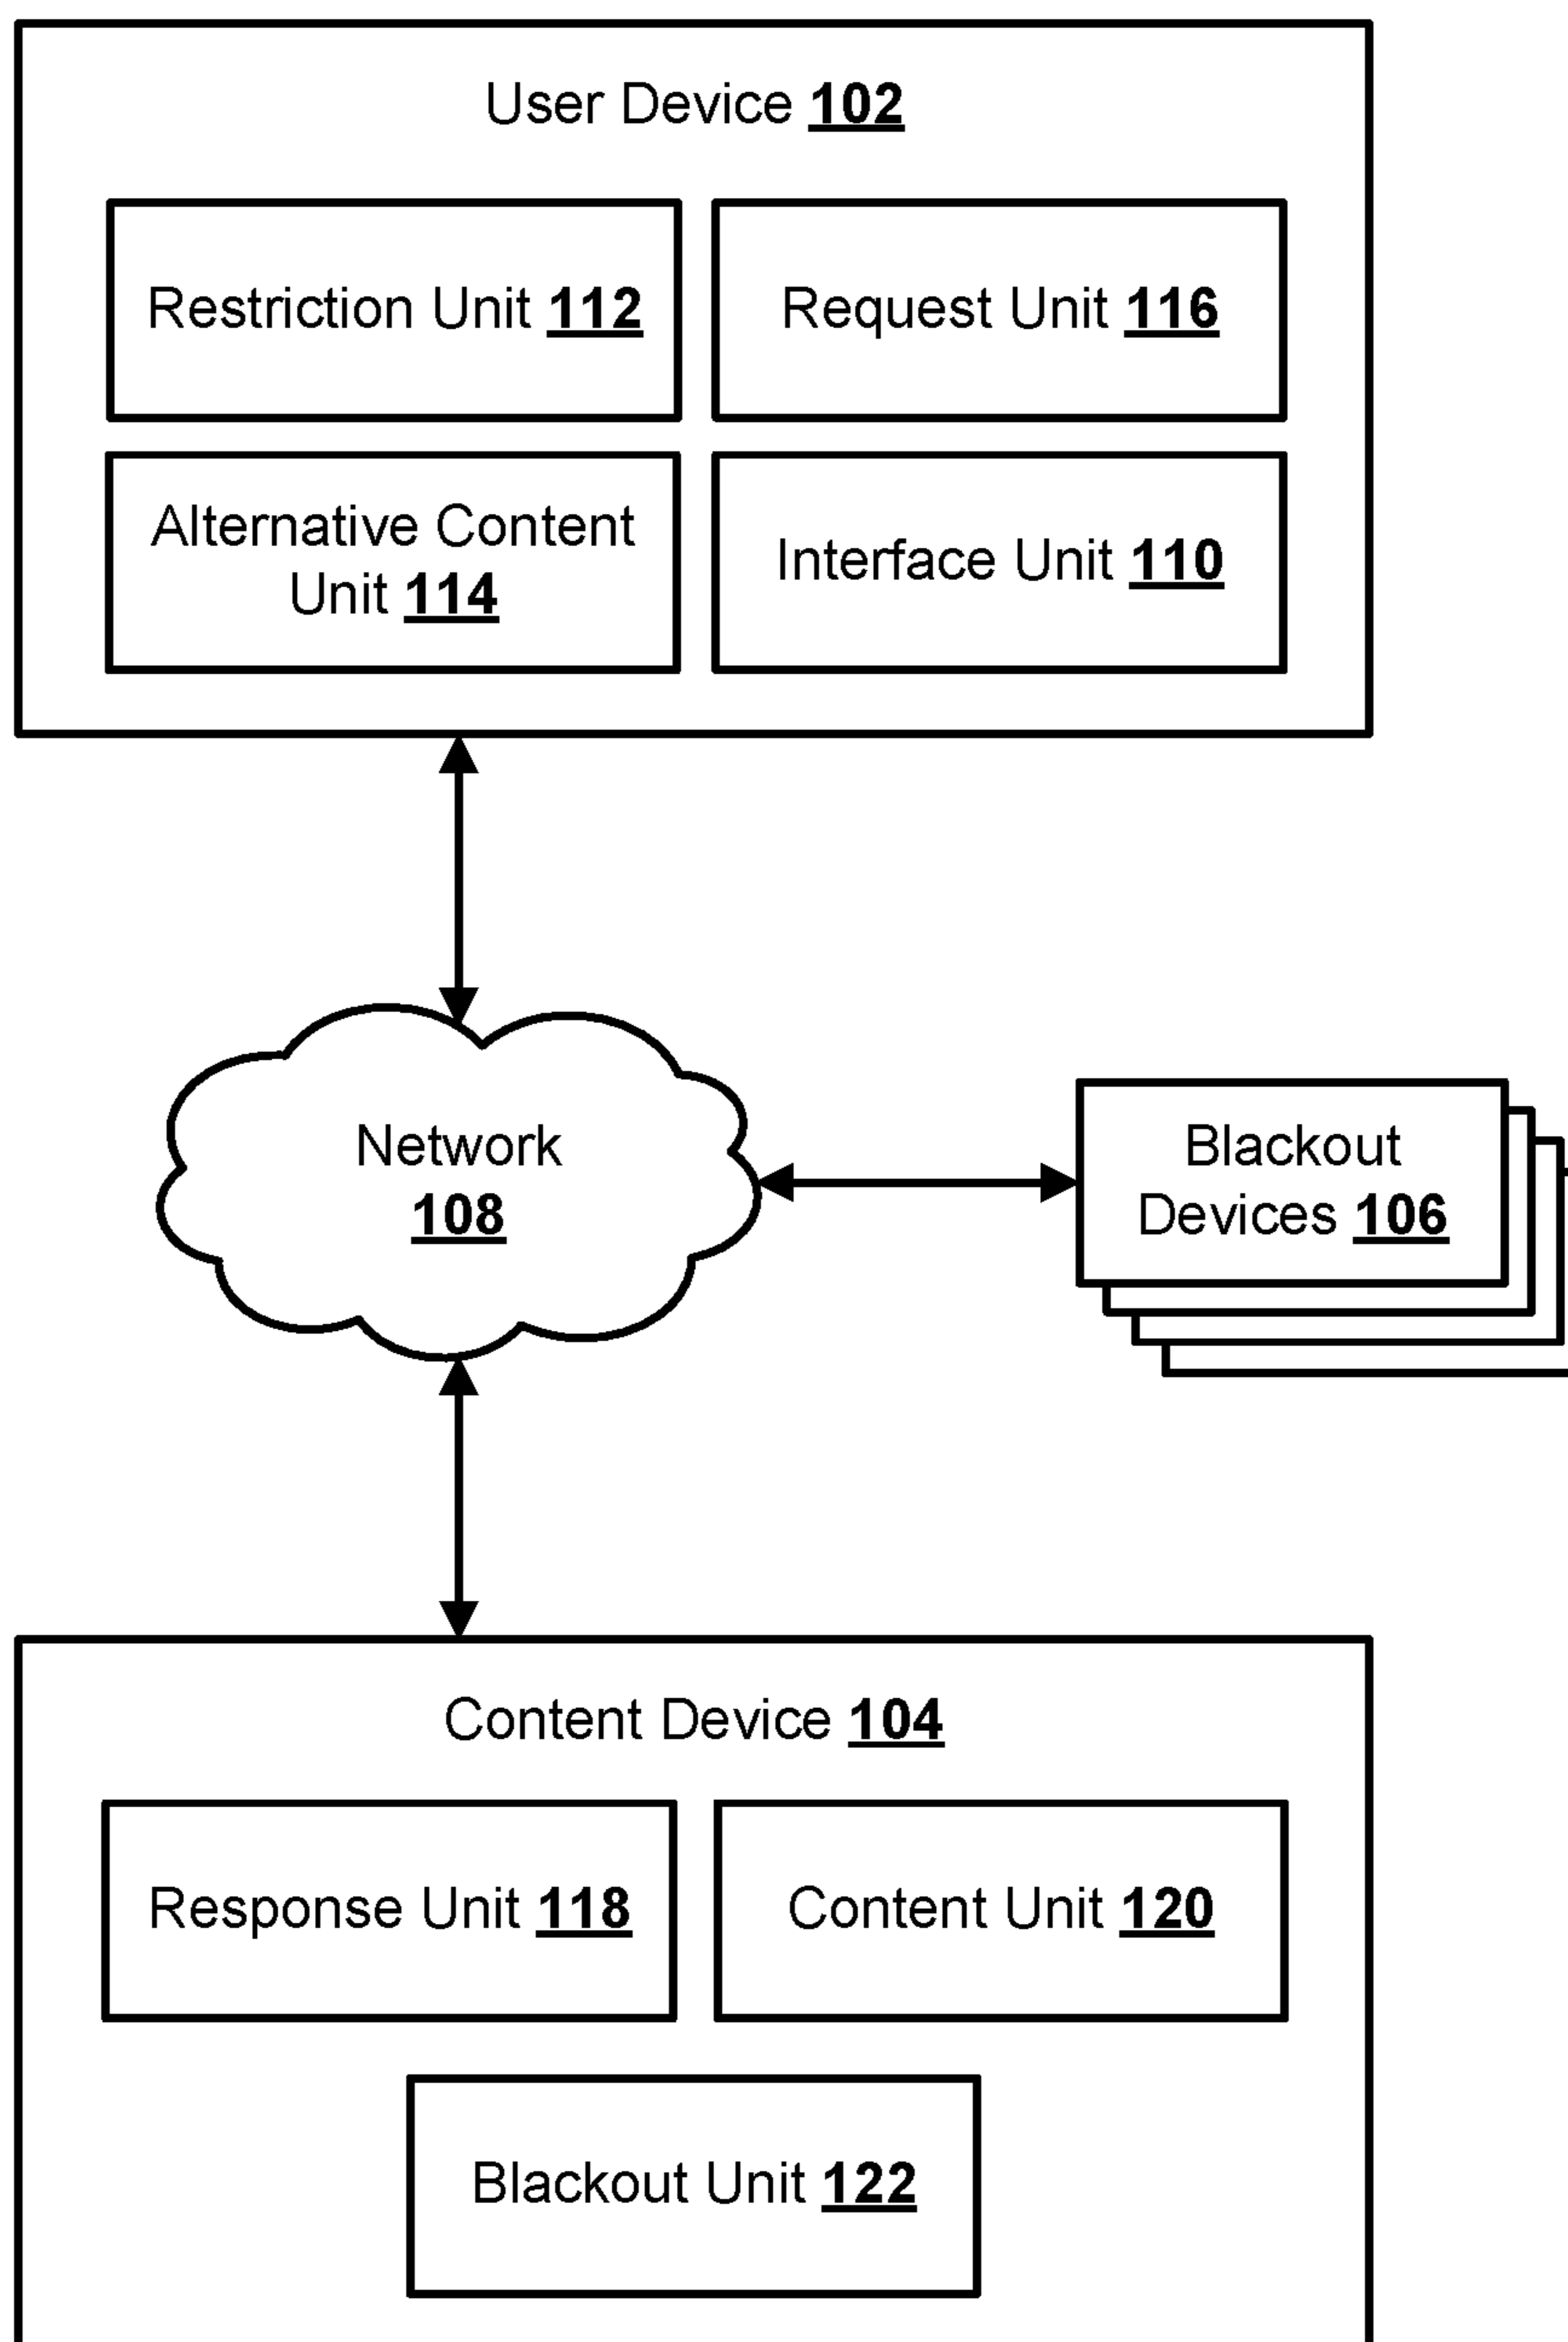 User Device 102
Restriction Unit 112
Request Unit 116
Alternative Content
Unit 114
Interface Unit 110
Network
108
Blackout
Devices 106
Content Device 104
Response Unit 118
Content Unit 120
Blackout Unit 122